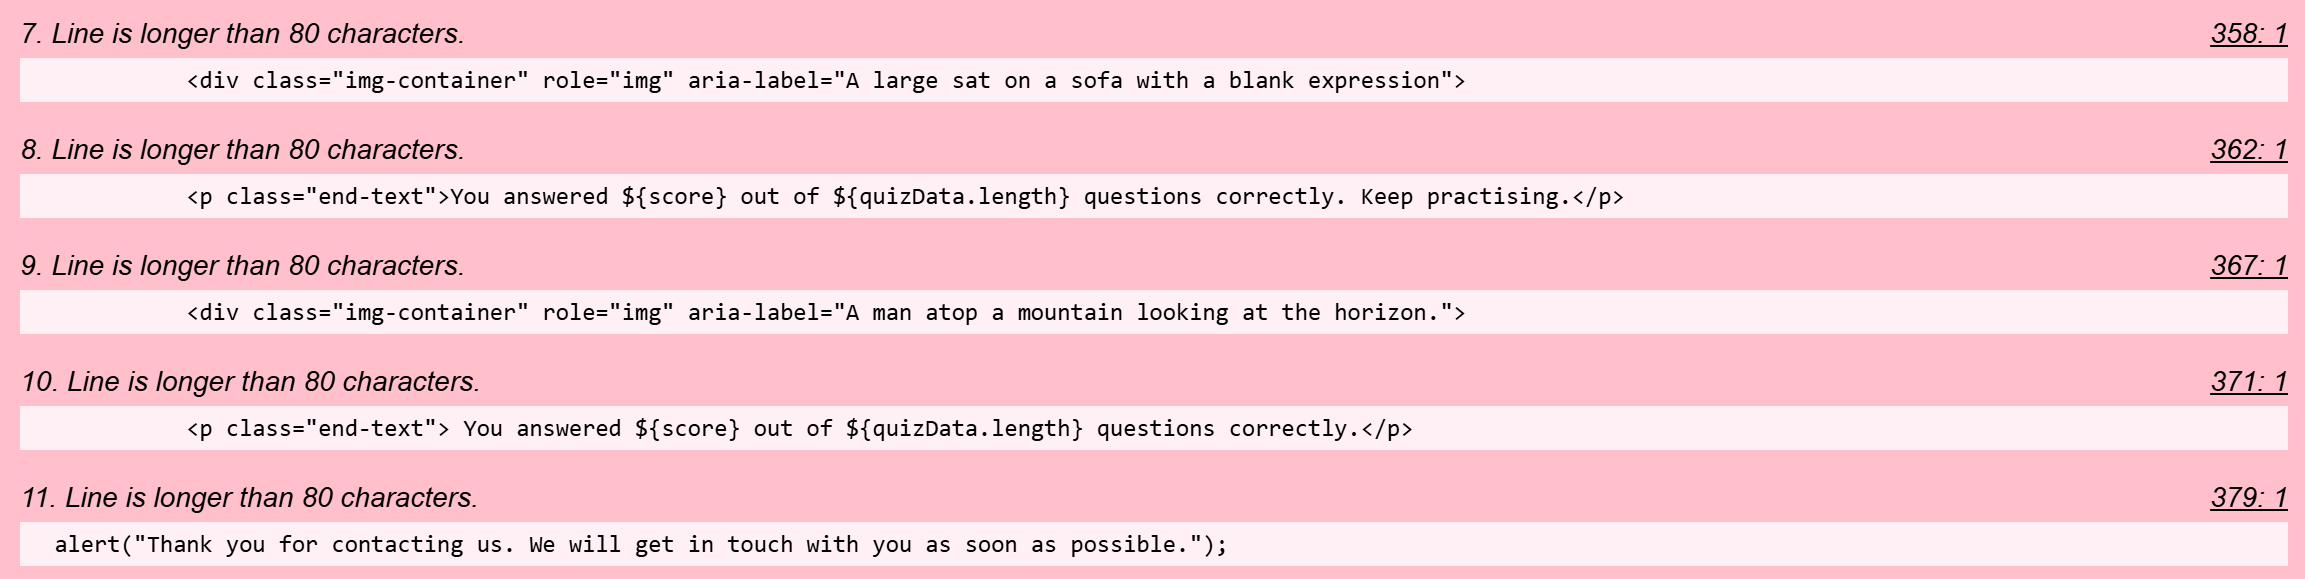 7. Line is longer than 80 characters. 358: 1
<div class="img-container" role="img" aria-label="A large sat on a sofa with a blank expression">
8. Line is longer than 80 characters. 362: 1
<p class="end-text">You answered ${score} out of ${quizData.length} questions correctly. Keep practising.</p>
9. Line is longer than 80 characters. 367: 1
<div class="img-container" role="img" aria-label="A man atop a mountain looking at the horizon.">
10. Line is longer than 80 characters. 371: 1
<p class="end-text"> You answered ${score} out of ${quizData.length} questions correctly.</p>
11. Line is longer than 80 characters. 379: 1
alert("Thank you for contacting us. We will get in touch with you as soon as possible.");